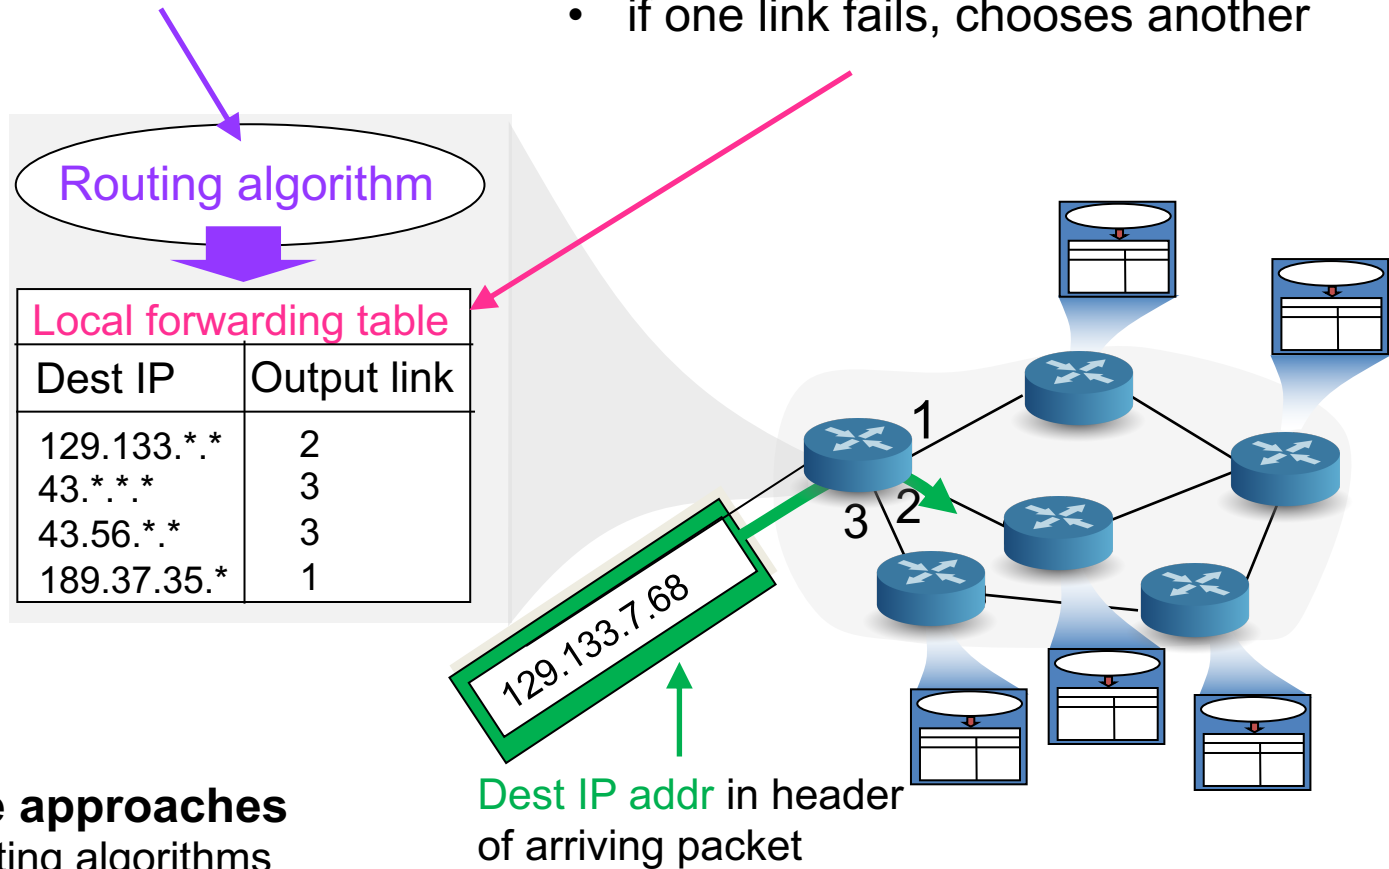 • if one link fails, chooses another
Routing algorithm
Local forwarding table
Dest IP Output link
129.133.*.* 2
43.*.*.* 3
43.56.*.* 3
189.37.35.* 1
1
2
3
129.133.7.68
Dest IP addr in header
of arriving packet
approaches
algorithms